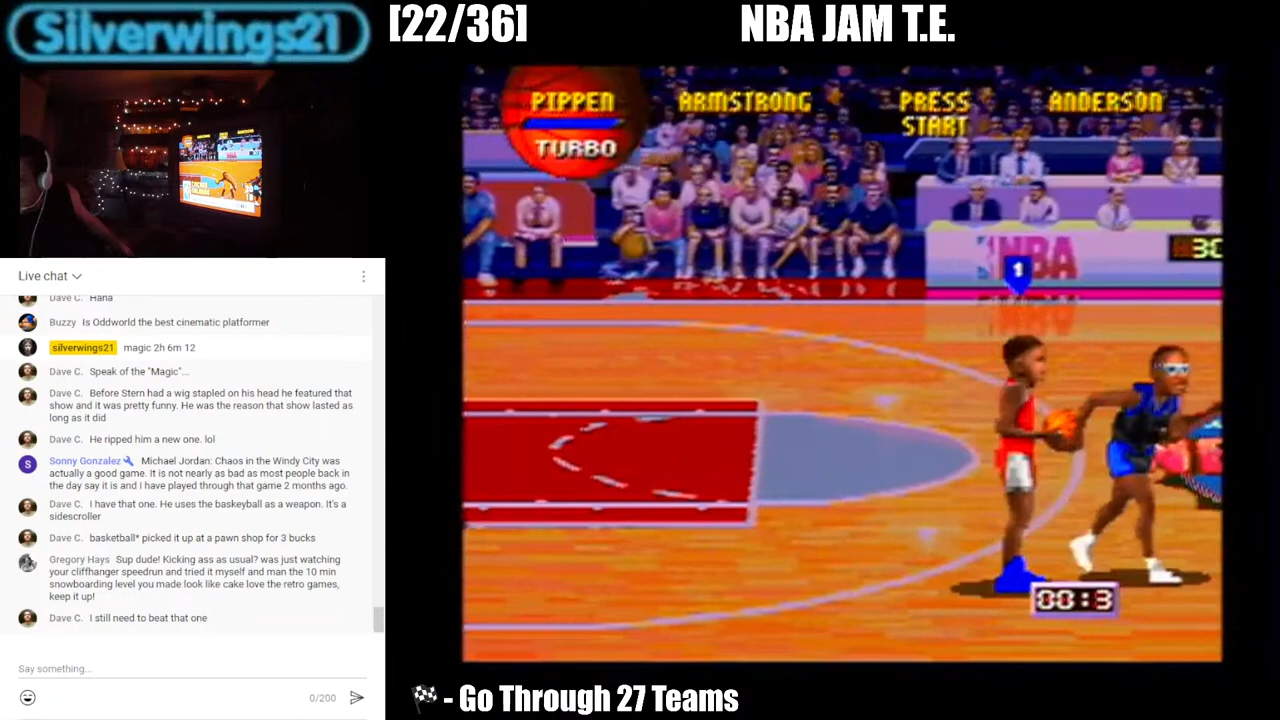 Silverwings21
[22/36]
NBA JAM T.E.
PIPPEN
ARMSTRONG
PRESS
START
ANDERSON
TURBO
NBA
30
1
00:3
Live chat
Dave C. Haha
Buzzy Is Oddworld the best cinematic platformer
silverwings21 magic 2h 6m 12
Dave C. Speak of the "Magic"...
Dave C. Before Stern had a wig stapled on his head he featured that
show and it was pretty funny. He was the reason that show lasted as
long as it did
Dave C. He ripped him a new one. lol
S
Sonny Gonzalez Michael Jordan: Chaos in the Windy City was
actually a good game. It is not nearly as bad as most people back in
the day say it is and I have played through that game 2 months ago.
Dave C. I have that one. He uses the baskeyball as a weapon. It's a
sidescroller
Dave C. basketball* picked it up at a pawn shop for 3 bucks
Gregory Hays Sup dude! Kicking ass as usual? was just watching
your cliffhanger speedrun and tried it myself and man the 10 min
snowboarding level you made look like cake love the retro games,
keep it up!
Dave C. I still need to beat that one
Say something...
0/200
- Go Through 27 Teams